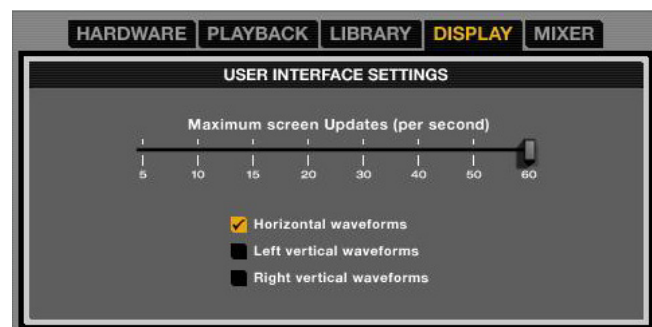 HARDWARE PLAYBACK LIBRARY DISPLAY MIXER
USER INTERFACE SETTINGS
Maximum screen Updates (per second)
5 10 15 20 30 40 50 60
Horizontal waveforms
Left vertical waveforms
Right vertical waveforms